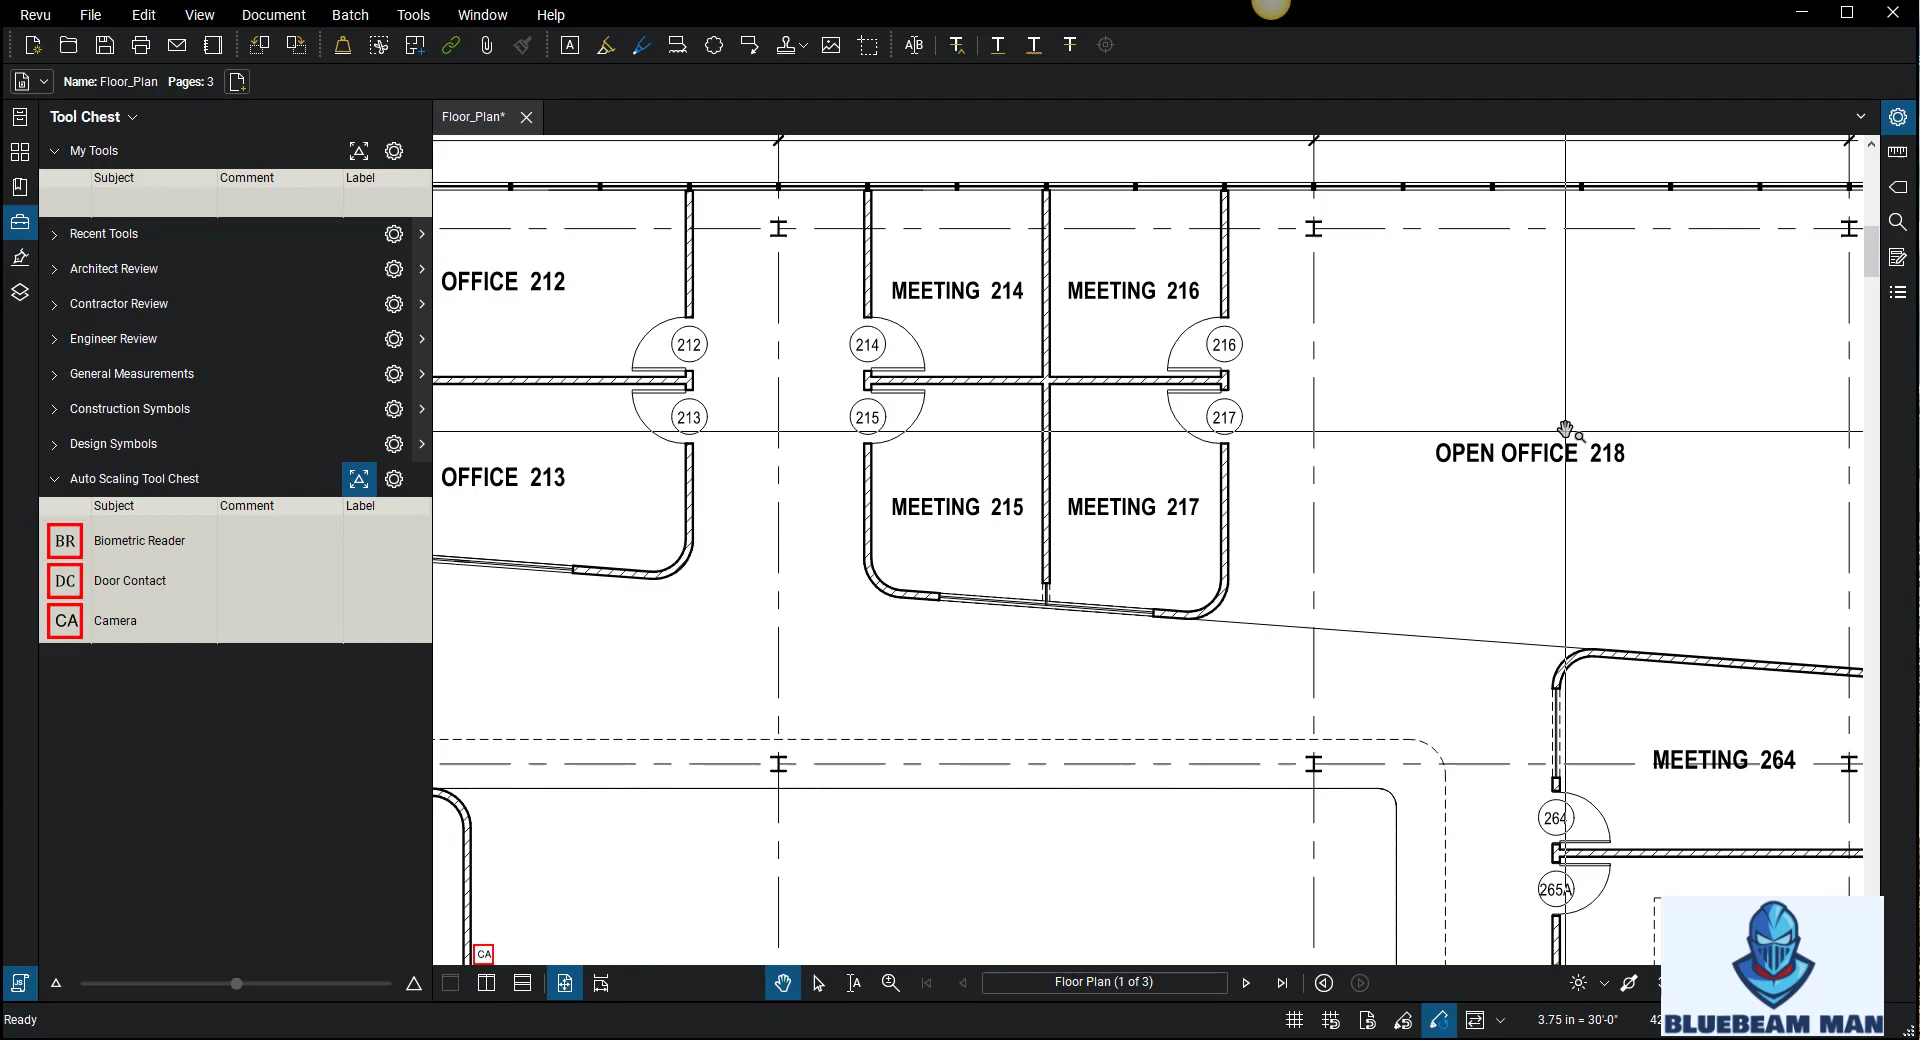 Revu File Edit View Document Batch Tools Window Help
Name: Floor_Plan Pages: 3
Tool Chest
Floor_Plan*
My Tools
Subject Comment Label
Recent Tools
Architect Review
Contractor Review
Engineer Review
General Measurements
Construction Symbols
Design Symbols
Auto Scaling Tool Chest
Subject Comment Label
BR Biometric Reader
DC Door Contact
CA Camera
OFFICE 212
MEETING 214
MEETING 216
212
214
216
213
215
217
OPEN OFFICE 218
OFFICE 213
MEETING 215
MEETING 217
MEETING 264
264
265A
CA
Floor Plan (1 of 3)
Ready
3.75 in = 30'-0"
BLUEBEAM MAN